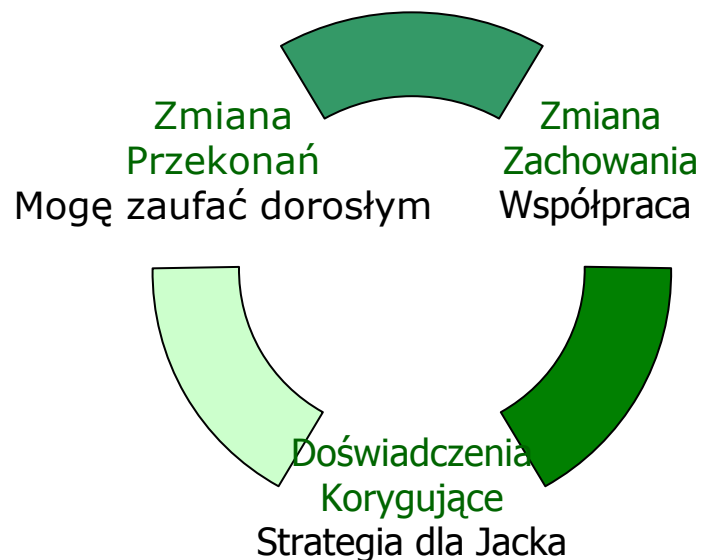 Zmiana
Przekonań
Mogę zaufać dorosłym
Zmiana
Zachowania
Współpraca
Doświadczenia
Korygujące
Strategia dla Jacka